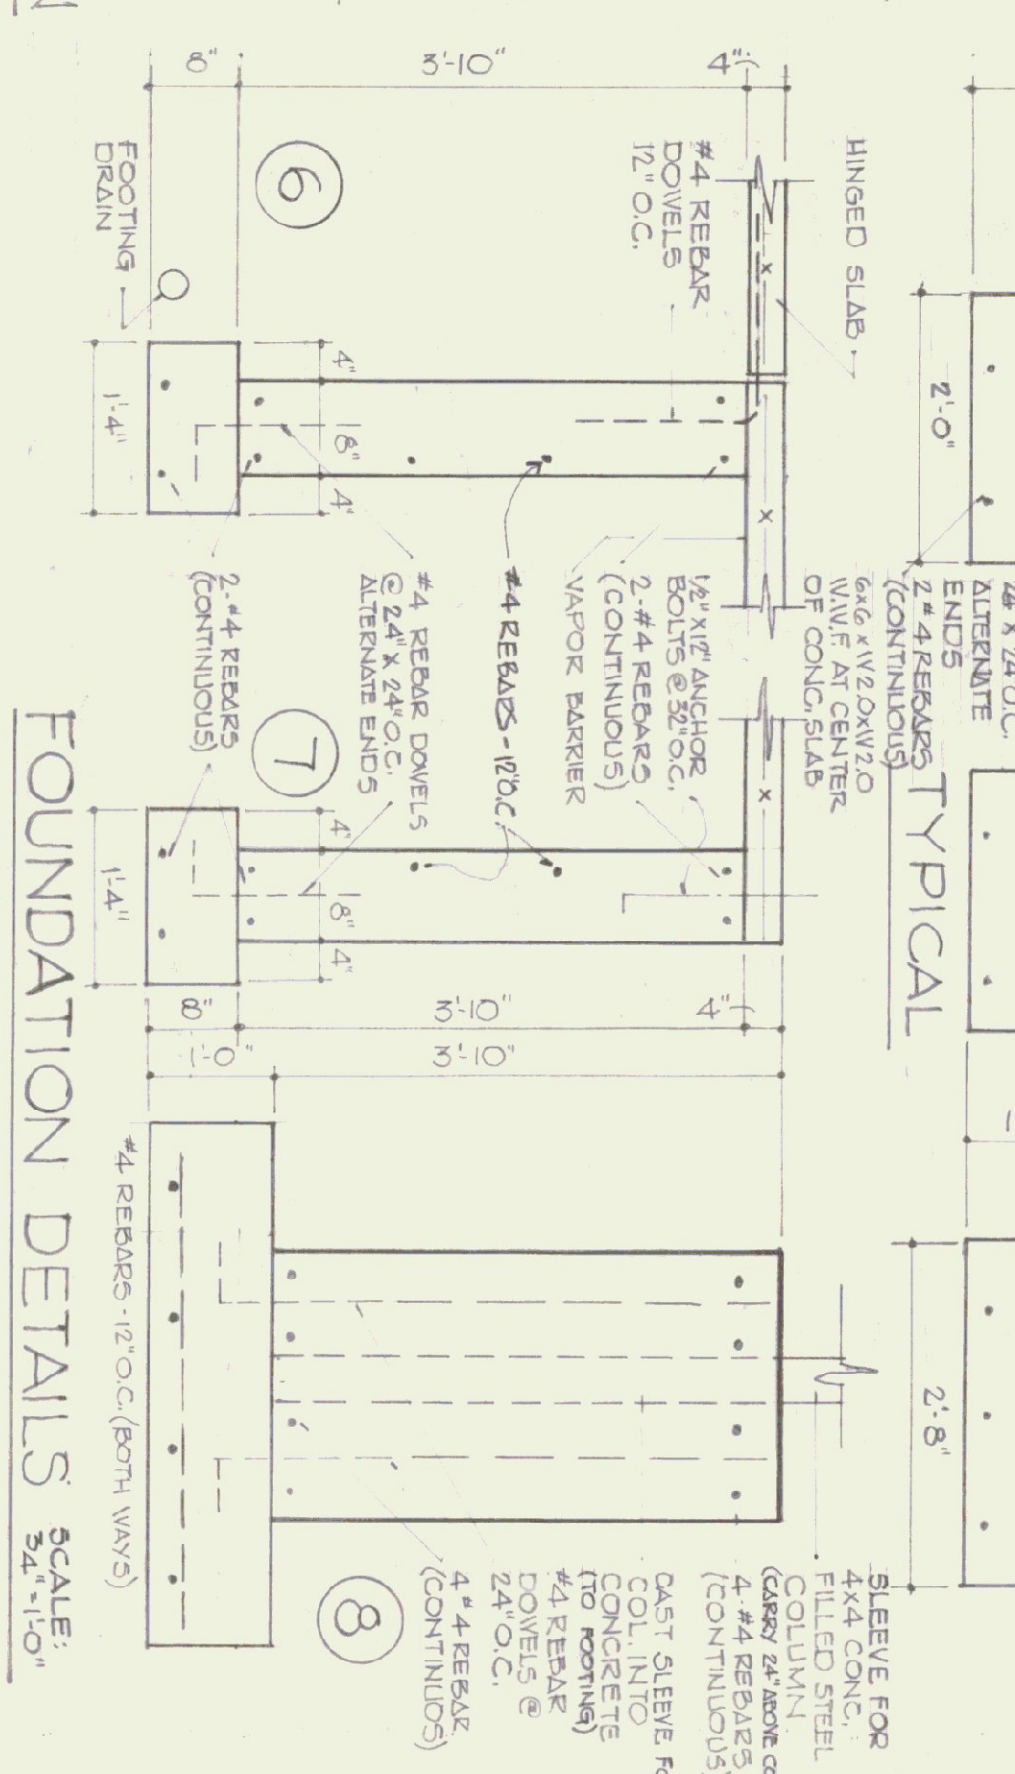 8"
3'-10"
4"
6
FOOTING
DRAIN
#4 REBAR
DOWELS
12" O.C.
HINGED SLAB
4"
8"
4"
1'-4"
2'-0"
ALTERNATE
ENDS
2 #4 REBARS
(CONTINUOUS)
TYPICAL
6x6 x W2.0xW2.0
W.W.F. AT CENTER
OF CONC. SLAB
1/2" X12" ANCHOR
BOLTS @ 32" O.C.
2-#4 REBARS
(CONTINUOUS)
VAPOR BARRIER
#4 REBARS-12"O.C.
#4 REBAR DOWELS
@ 24" X 24" O.C.
ALTERNATE ENDS
2-#4 REBARS
(CONTINUOUS)
7
4"
8"
4"
1'-4"
8"
3'-10"
4"
1'-0"
3'-10"
2'-8"
SLEEVE FOR
4x4 CONC.
FILLED STEEL
COLUMN
(CARRY 24" ABOVE
4-#4 REBARS
(CONTINUOUS)
CAST SLEEVE
COL. INTO
CONCRETE
(TO FOOTING)
#4 REBAR
DOWELS @
24" O.C.
4 #4 REBAR
(CONTINUOS)
8
#4 REBARS-12" O.C. (BOTH WAYS)
FOUNDATION DETAILS
SCALE:
3/4"=1'-0"